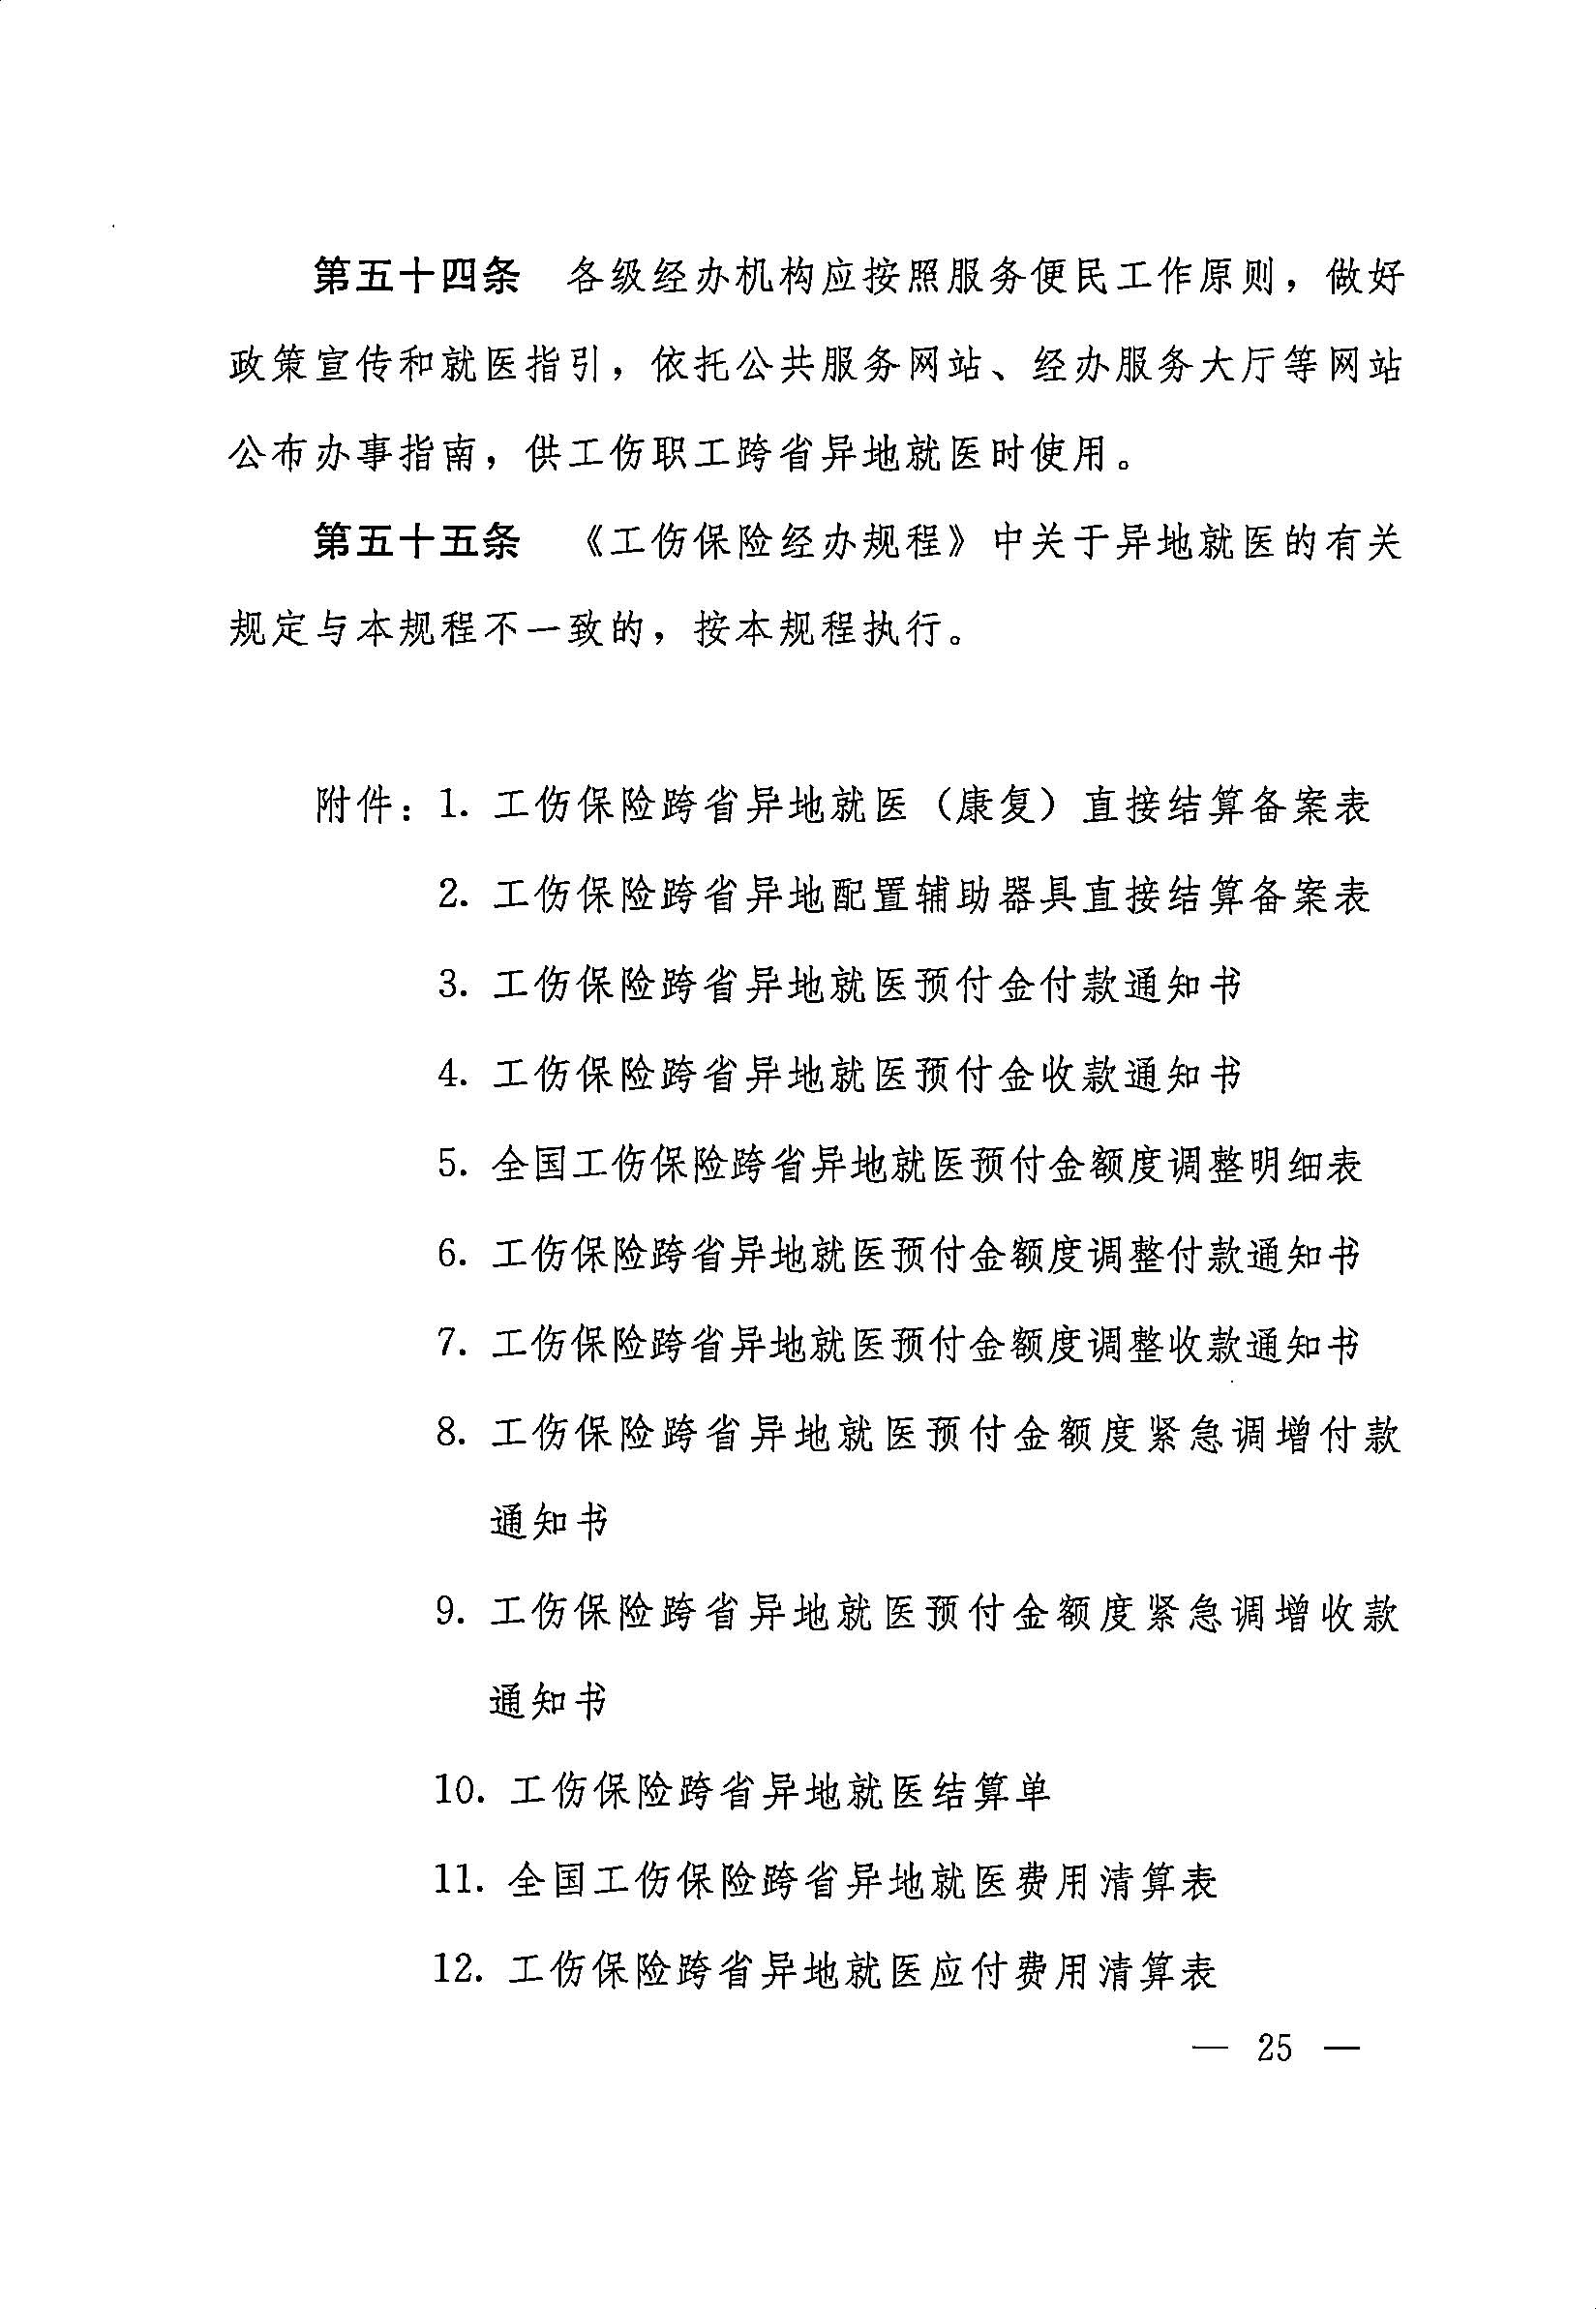 第五十四条　各级经办机构应按照服务便民工作原则，做好
政策宣传和就医指引，依托公共服务网站、经办服务大厅等网站
公布办事指南，供工伤职工跨省异地就医时使用。
第五十五条　《工伤保险经办规程》中关于异地就医的有关
规定与本规程不一致的，按本规程执行。
附件：1. 工伤保险跨省异地就医（康复）直接结算备案表
2. 工伤保险跨省异地配置辅助器具直接结算备案表
3. 工伤保险跨省异地就医预付金付款通知书
4. 工伤保险跨省异地就医预付金收款通知书
5. 全国工伤保险跨省异地就医预付金额度调整明细表
6. 工伤保险跨省异地就医预付金额度调整付款通知书
7. 工伤保险跨省异地就医预付金额度调整收款通知书
8. 工伤保险跨省异地就医预付金额度紧急调增付款
通知书
9. 工伤保险跨省异地就医预付金额度紧急调增收款
通知书
10. 工伤保险跨省异地就医结算单
11. 全国工伤保险跨省异地就医费用清算表
12. 工伤保险跨省异地就医应付费用清算表
— 25 —